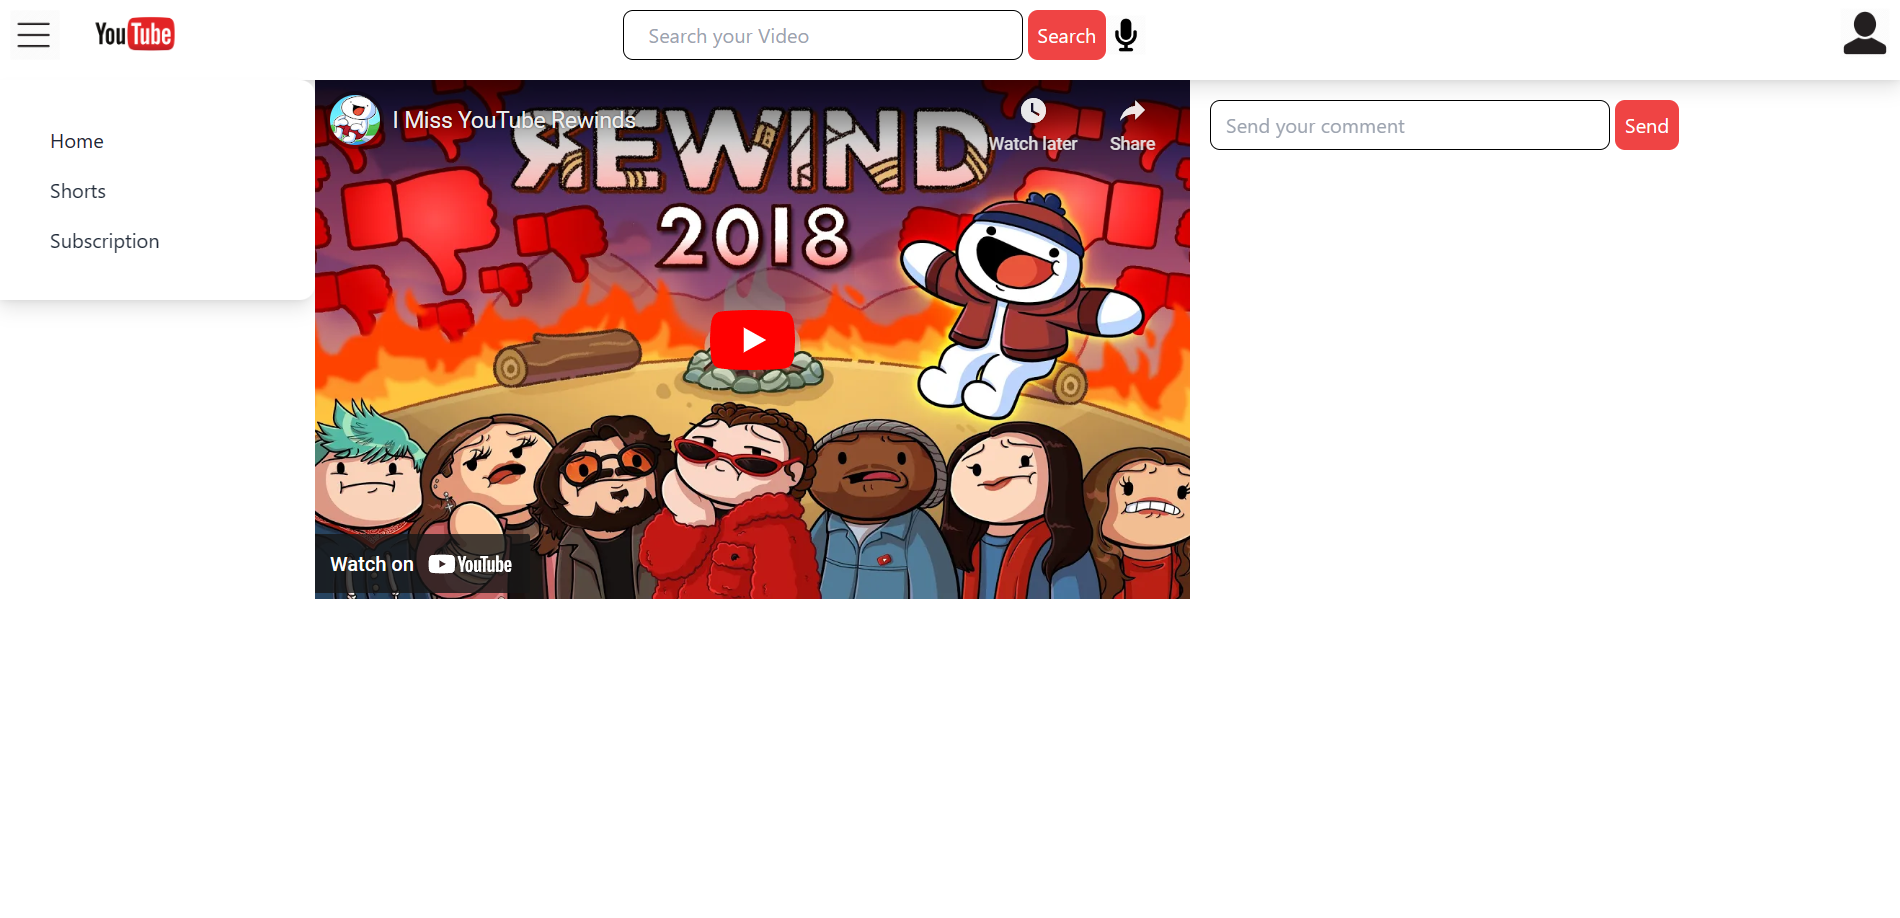 YouTube
Search your Video
Search
Home
Shorts
Subscription
I Miss YouTube Rewinds
Watch later
Share
REWIND
2018
Watch on YouTube
Send your comment
Send